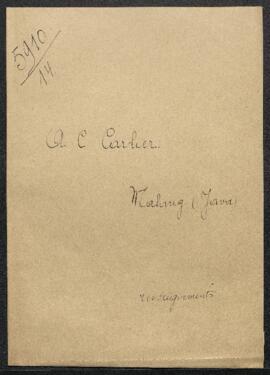 5910
14
A C Carlier.
Malang (Java)
renseignements